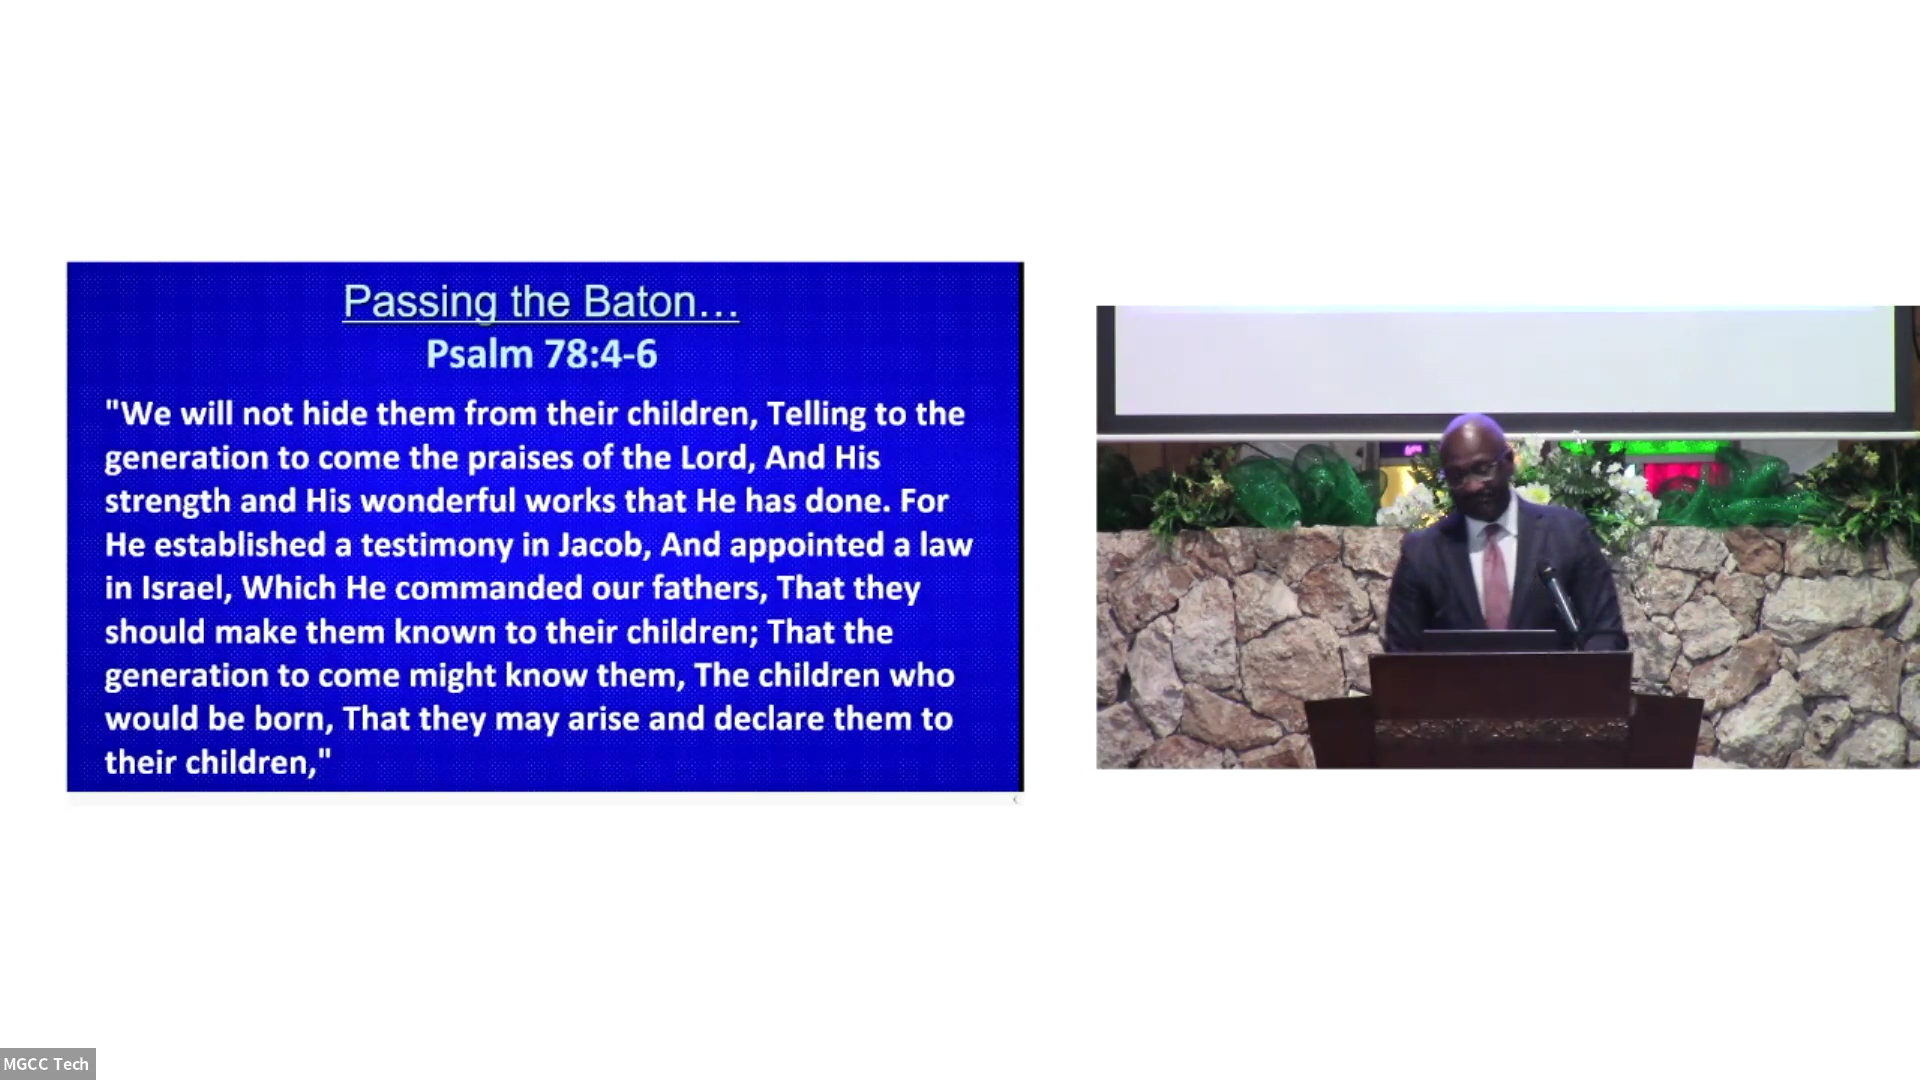 Passing the Baton...
Psalm 78:4-6
"We will not hide them from their children, Telling to the
generation to come the praises of the Lord, And His
strength and His wonderful works that He has done. For
He established a testimony in Jacob, And appointed a law
in Israel, Which He commanded our fathers, That they
should make them known to their children; That the
generation to come might know them, The children who
would be born, That they may arise and declare them to
their children,"
MGCC Tech